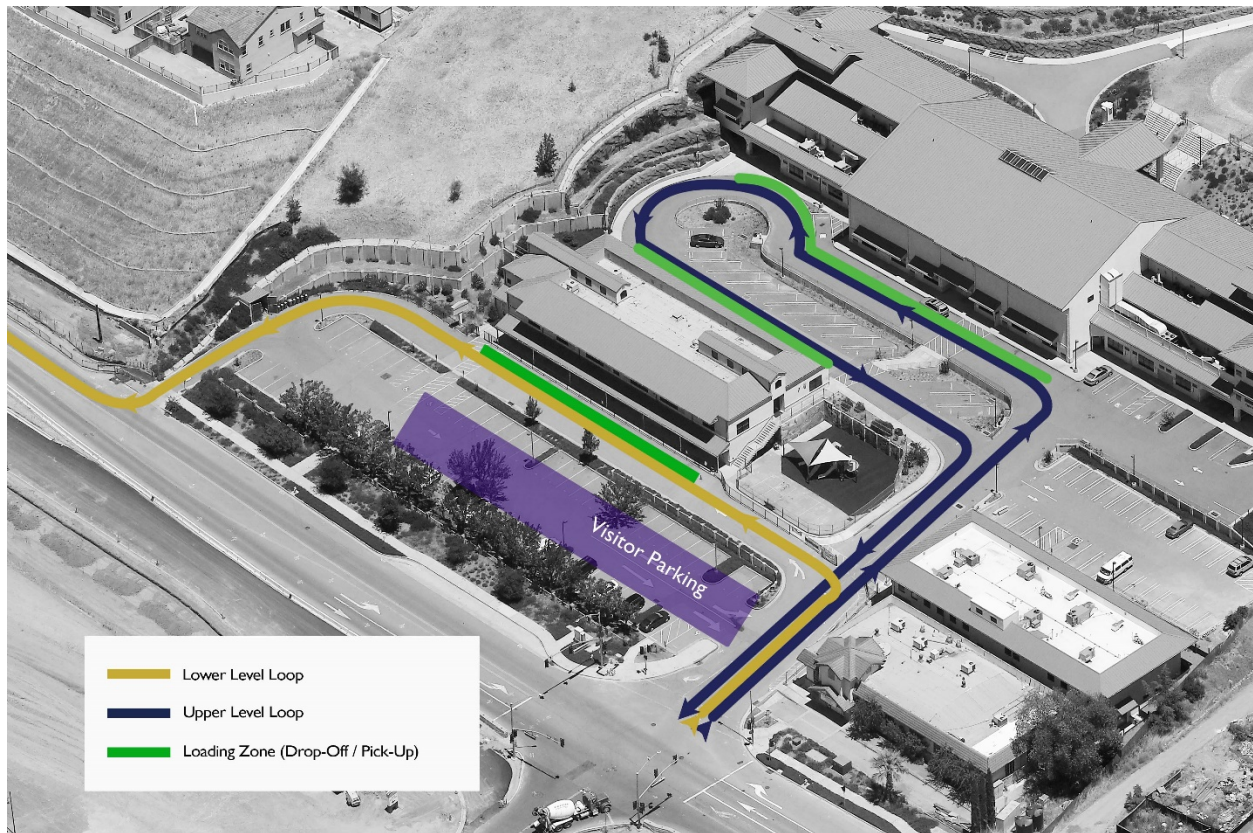 Visitor Parking
Lower Level Loop
Upper Level Loop
Loading Zone (Drop-Off / Pick-Up)